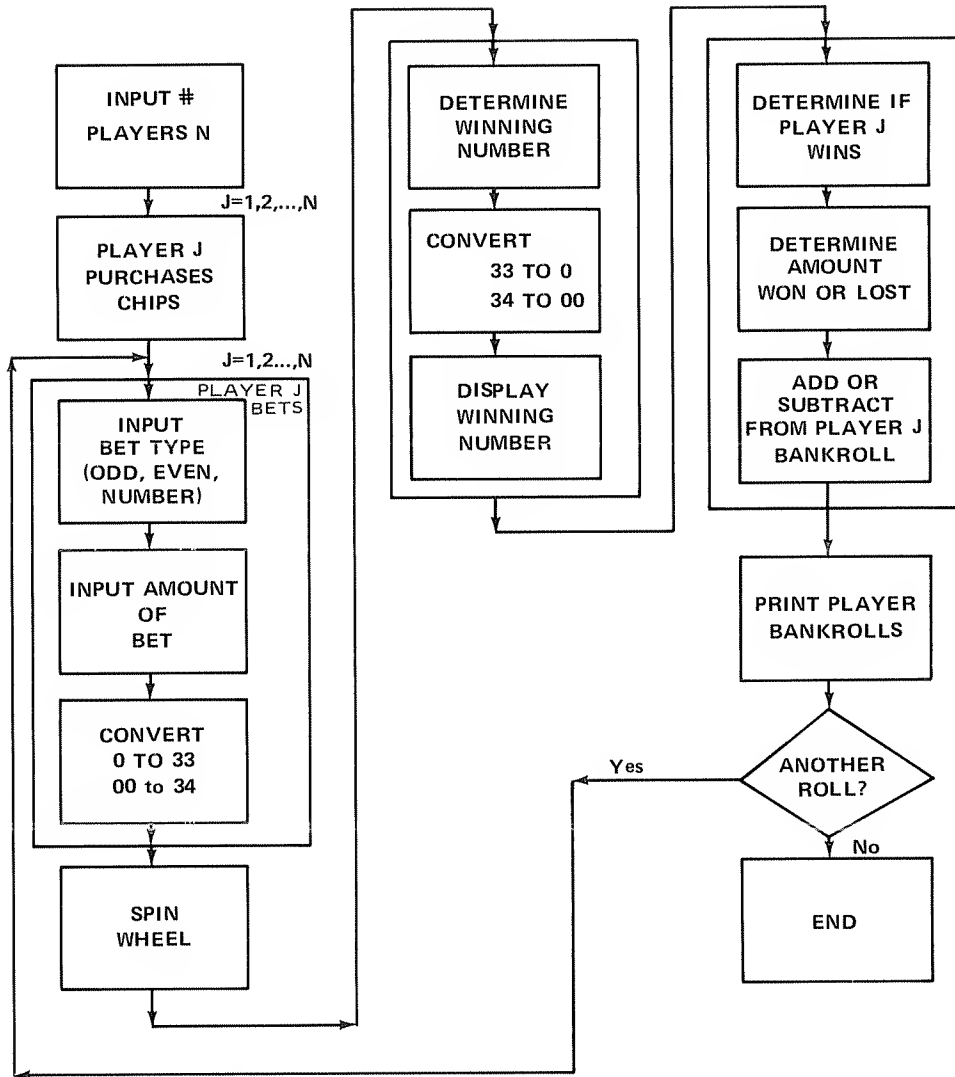 INPUT #
PLAYERS N
J=1,2,...,N
PLAYER J
PURCHASES
CHIPS
J=1,2...,N
PLAYER J
BETS
INPUT
BET TYPE
(ODD, EVEN,
NUMBER)
INPUT AMOUNT
OF
BET
CONVERT
0 TO 33
00 to 34
SPIN
WHEEL
DETERMINE
WINNING
NUMBER
CONVERT
33 TO 0
34 TO 00
DISPLAY
WINNING
NUMBER
DETERMINE IF
PLAYER J
WINS
DETERMINE
AMOUNT
WON OR LOST
ADD OR
SUBTRACT
FROM PLAYER J
BANKROLL
PRINT PLAYER
BANKROLLS
ANOTHER
ROLL?
Yes
No
END